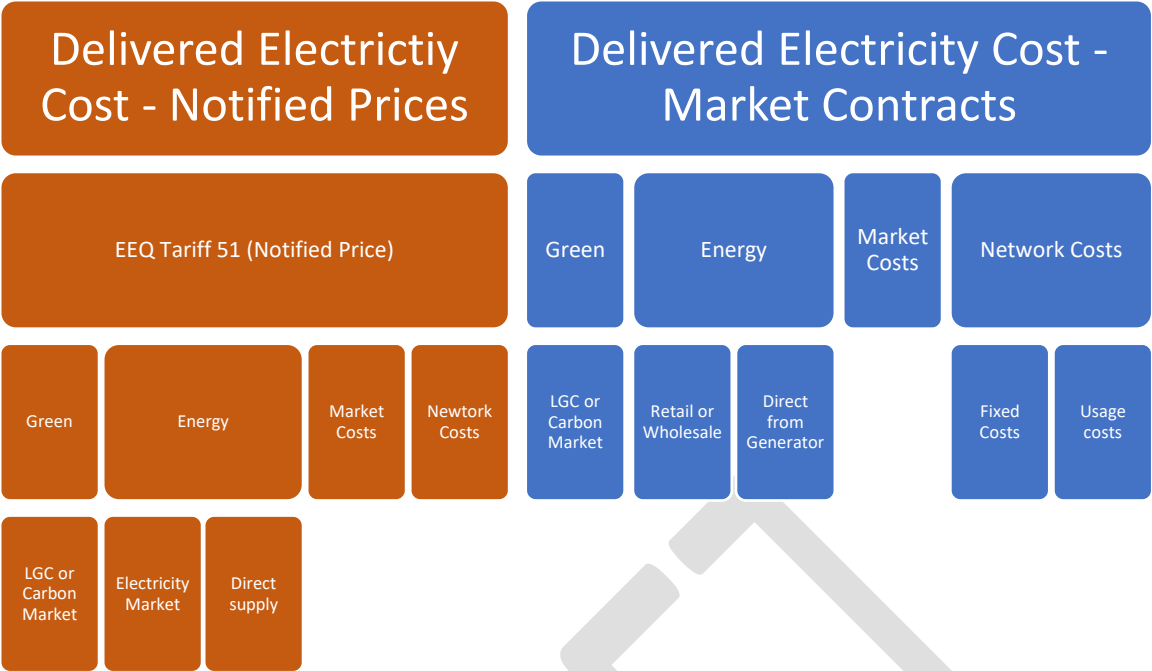 Delivered Electrictiy
Cost - Notified Prices
Delivered Electricity Cost -
Market Contracts
EEQ Tariff 51 (Notified Price)
Green
Energy
Market
Costs
Network Costs
Green
Energy
Market
Costs
Newtork
Costs
LGC or
Carbon
Market
Retail or
Wholesale
Direct
from
Generator
Fixed
Costs
Usage
costs
LGC or
Carbon
Market
Electricity
Market
Direct
supply